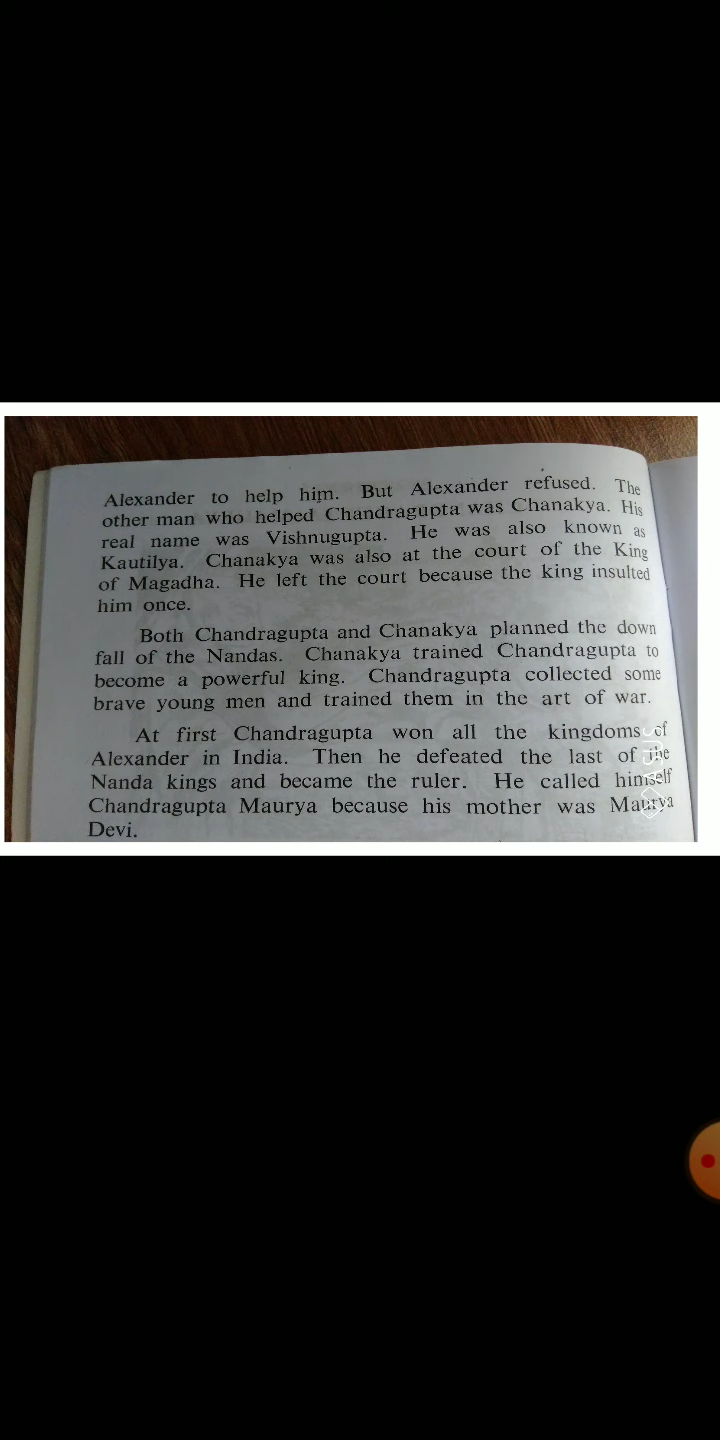 Alexander to help him. But Alexander refused. The
other man who helped Chandragupta was Chanakya. His
real name was Vishnugupta. He was also known as
Kautilya. Chanakya was also at the court of the King
of Magadha. He left the court because the king insulted
him once.
Both Chandragupta and Chanakya planned the down
fall of the Nandas. Chanakya trained Chandragupta to
become a powerful king. Chandragupta collected some
brave young men and trained them in the art of war.
At first Chandragupta won all the kingdoms of
Alexander in India. Then he defeated the last of the
Nanda kings and became the ruler. He called himself
Chandragupta Maurya because his mother was Maurya
Devi.